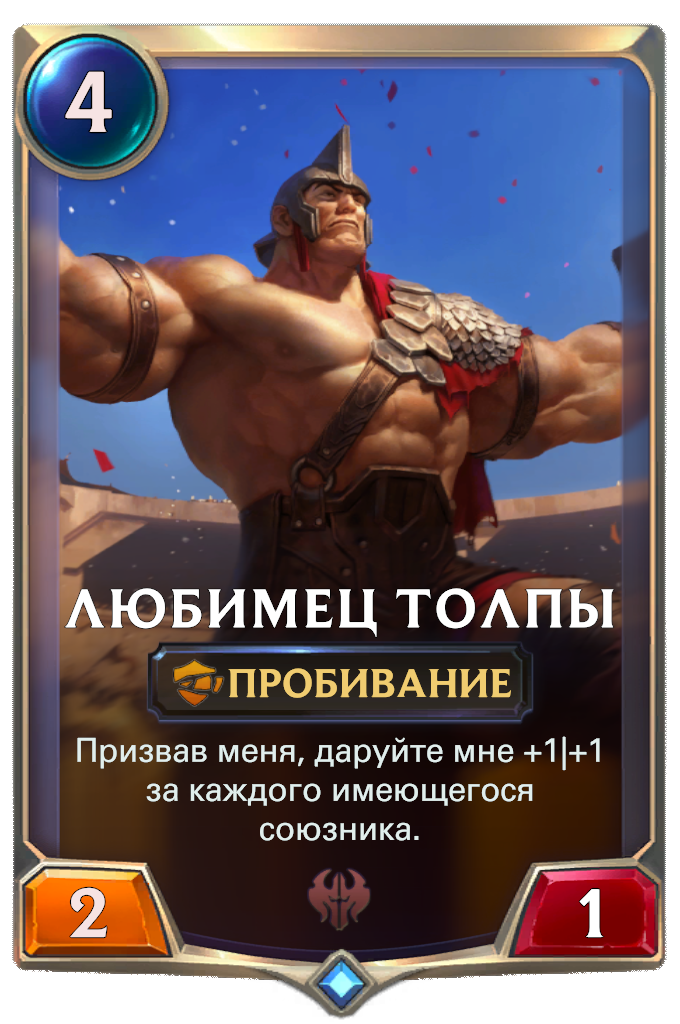 4
ЛЮБИМЕЦ ТОЛПЫ
ПРОБИВАНИЕ
Призвав меня, даруйте мне +1|+1
за каждого имеющегося
союзника.
2
1